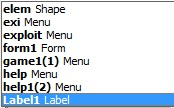 elem Shape
exi Menu
exploit Menu
form1 Form
game1(1) Menu
help Menu
help1(2) Menu
Label1 Label